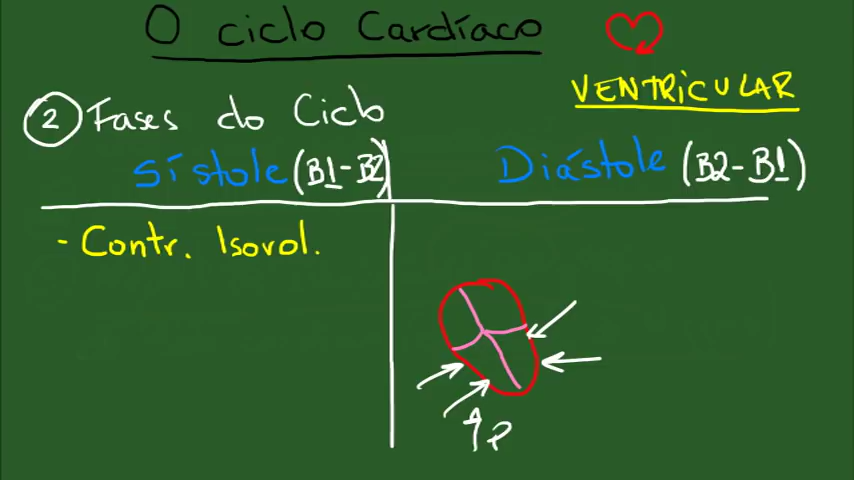 O ciclo Cardíaco
VENTRICULAR
2 Fases do Ciclo
Sístole (B1-B2)
Diástole (B2-B1)
- Contr. Isovol.
↑P